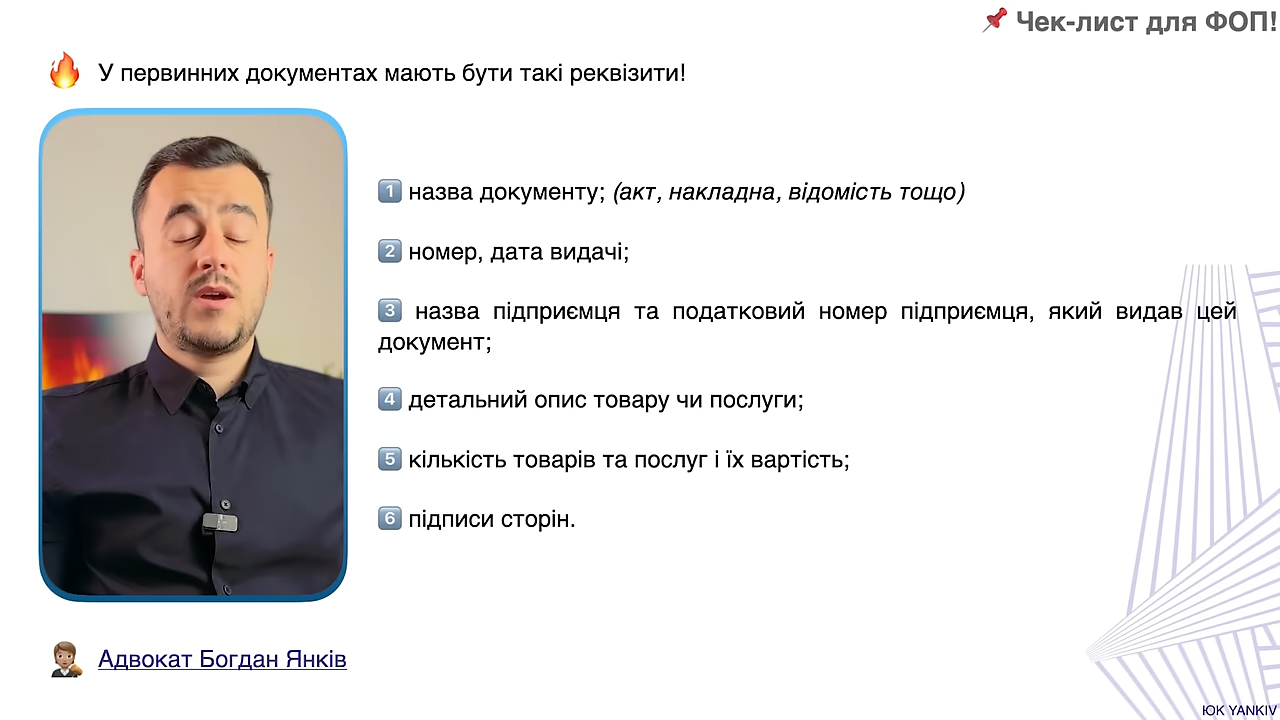 📌 Чек-лист для ФОП!
🔥 У первинних документах мають бути такі реквізити!
1️⃣ назва документу; (акт, накладна, відомість тощо)
2️⃣ номер, дата видачі;
3️⃣ назва підприємця та податковий номер підприємця, який видав цей
документ;
4️⃣ детальний опис товару чи послуги;
5️⃣ кількість товарів та послуг і їх вартість;
6️⃣ підписи сторін.
Адвокат Богдан Янків
ЮК YANKIV